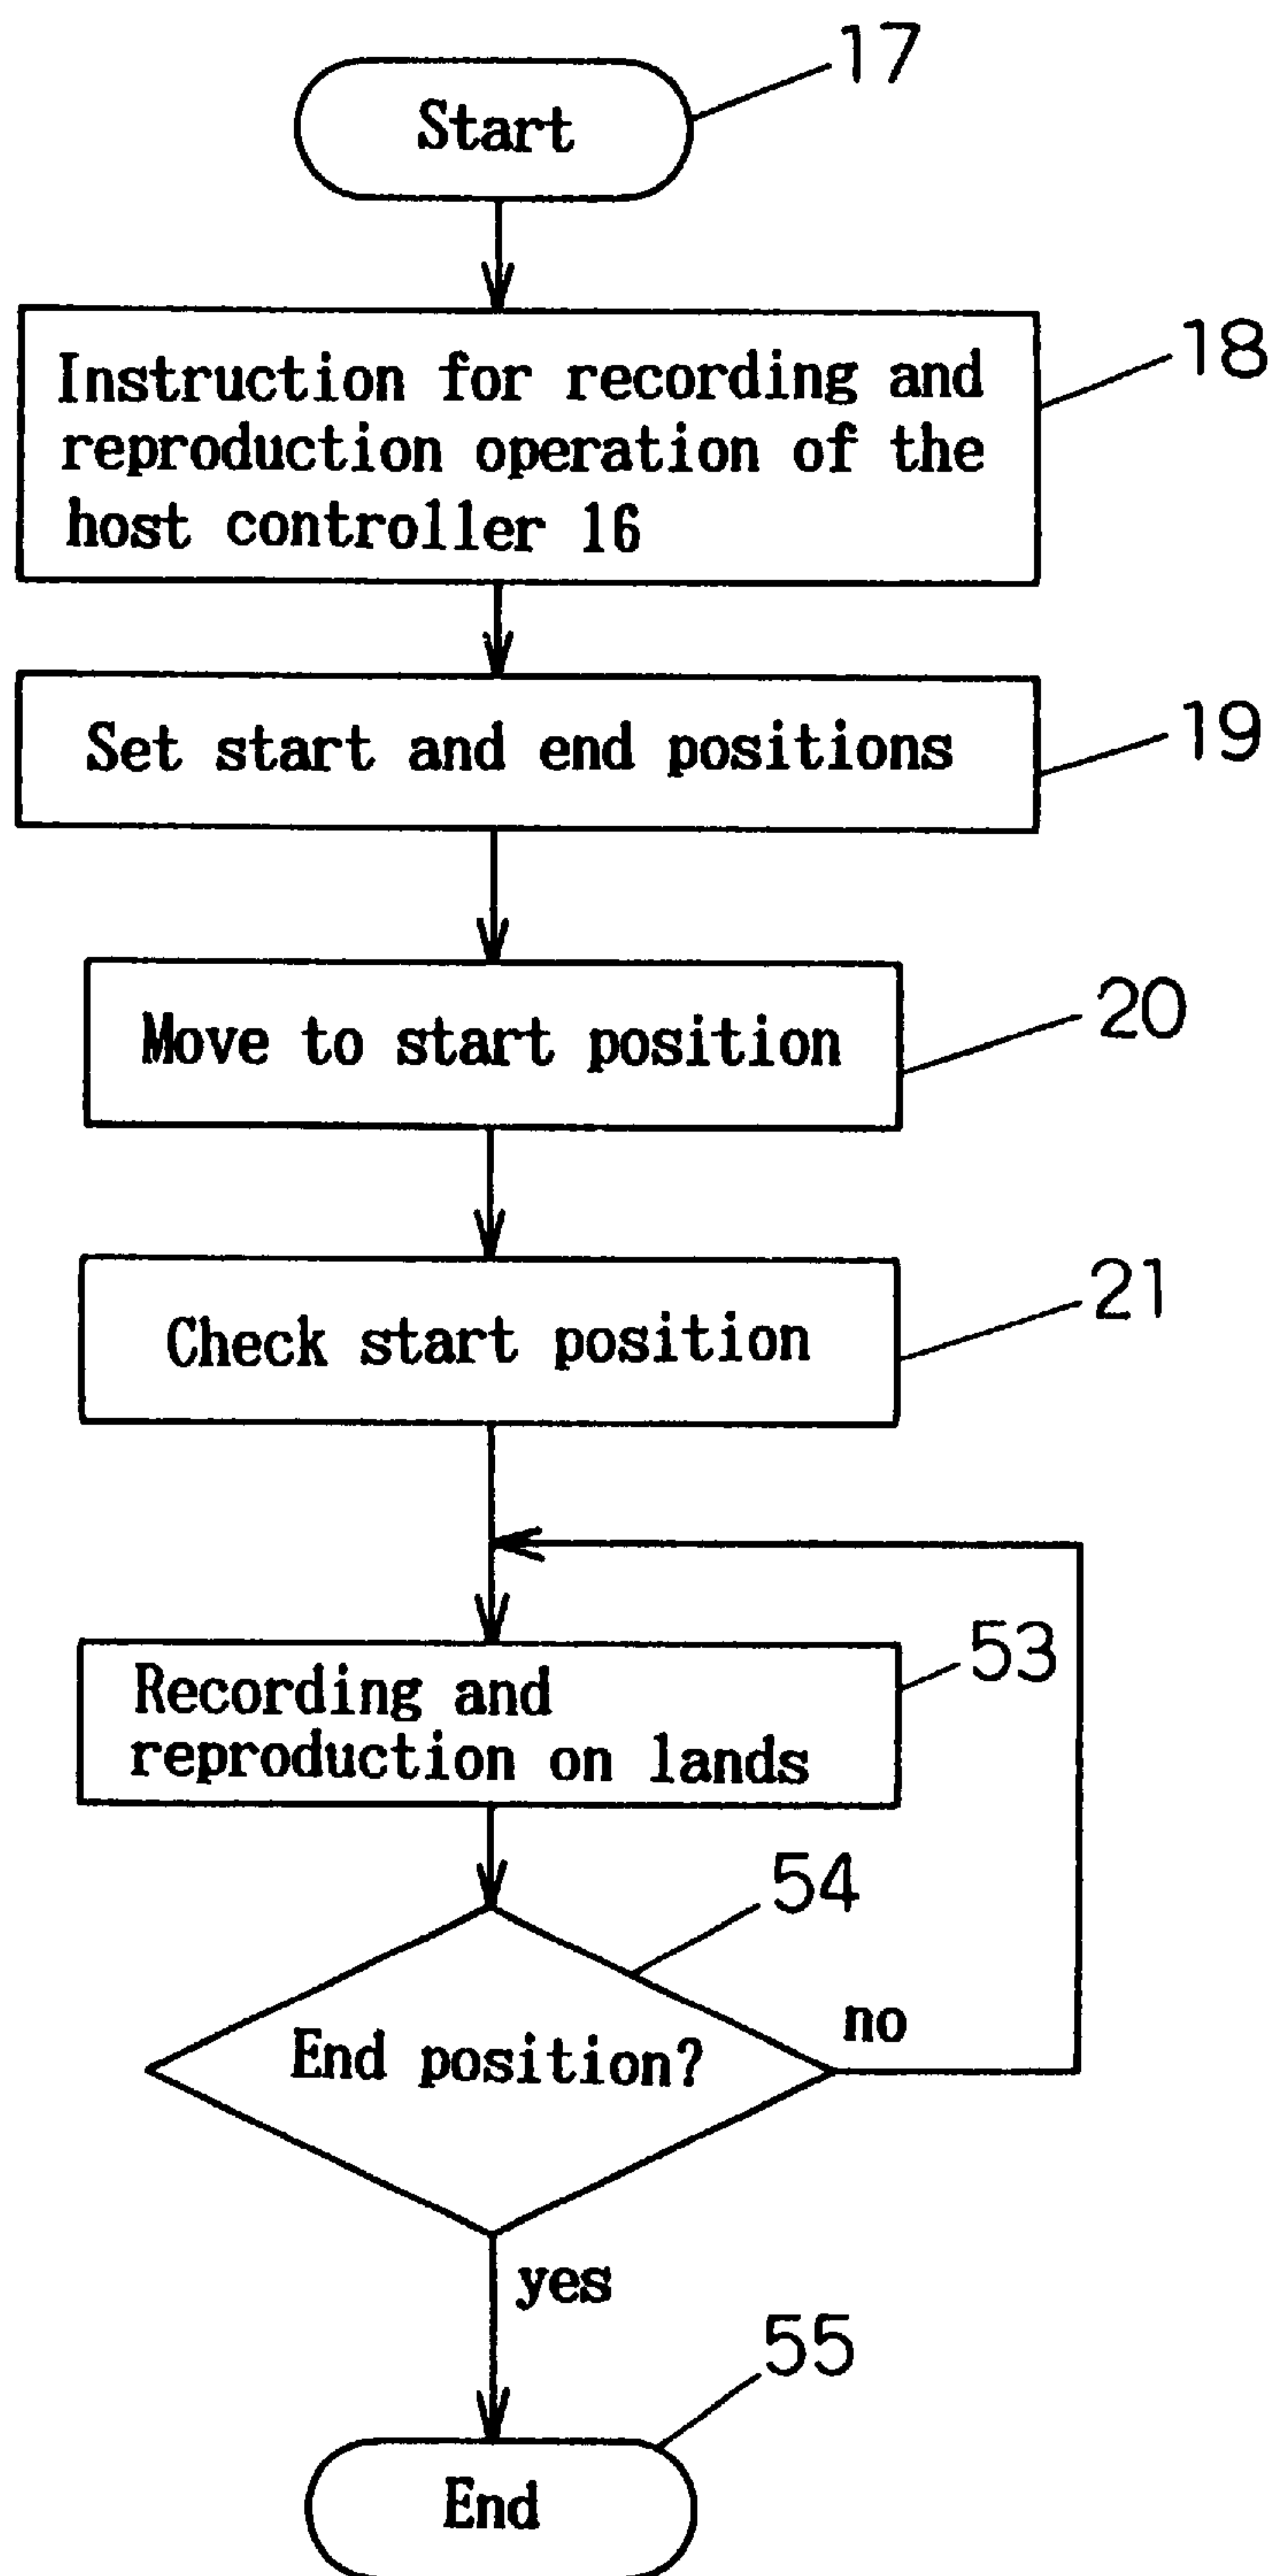 17
Start
18
Instruction for recording and
reproduction operation of the
host controller 16
19
Set start and end positions
20
Move to start position
21
Check start position
53
Recording and
reproduction on lands
54
End position?
no
yes
55
End